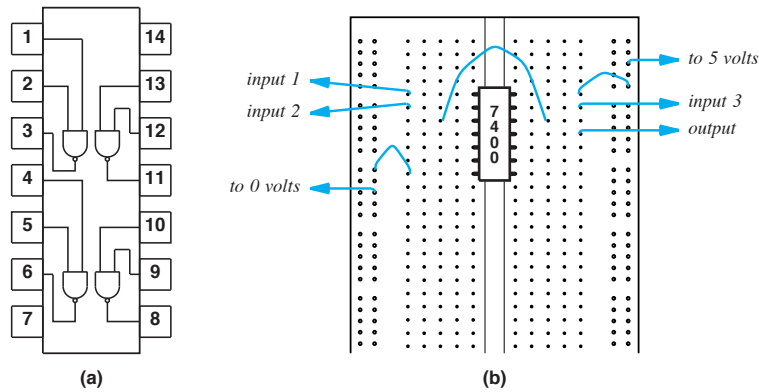 1 14
2 13
3 12
4 11
5 10
6 9
7 8
(a)
input 1
input 2
to 0 volts
7
4
0
0
to 5 volts
input 3
output
(b)